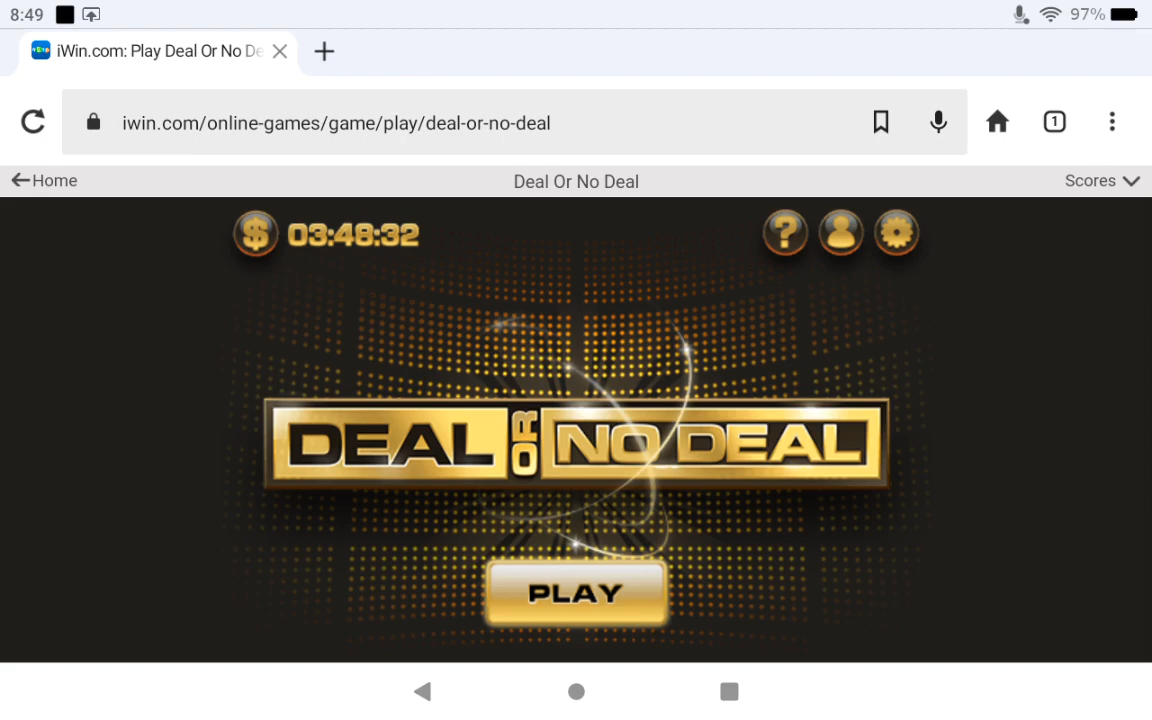 8:49
97%
iWin.com: Play Deal Or No De
iwin.com/online-games/game/play/deal-or-no-deal
1
Home
Deal Or No Deal
Scores
$ 03:48:32
?
DEAL OR NO DEAL
PLAY